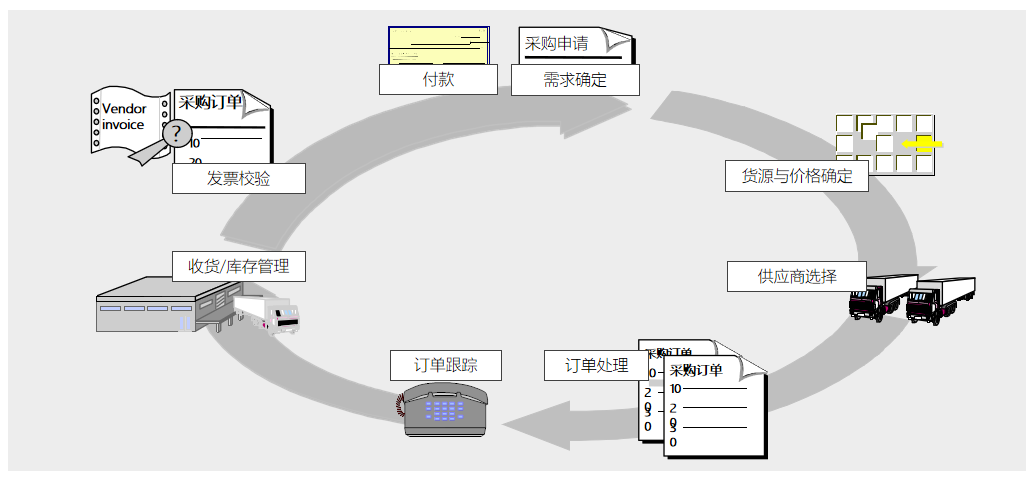 采购申请
付款
需求确定
Vendor
invoice
采购订单
?
10
20
发票校验
货源与价格确定
收货/库存管理
供应商选择
订单跟踪
订单处理
采购订单
10
2
0
3
0
采购订单
10
2
0
3
0